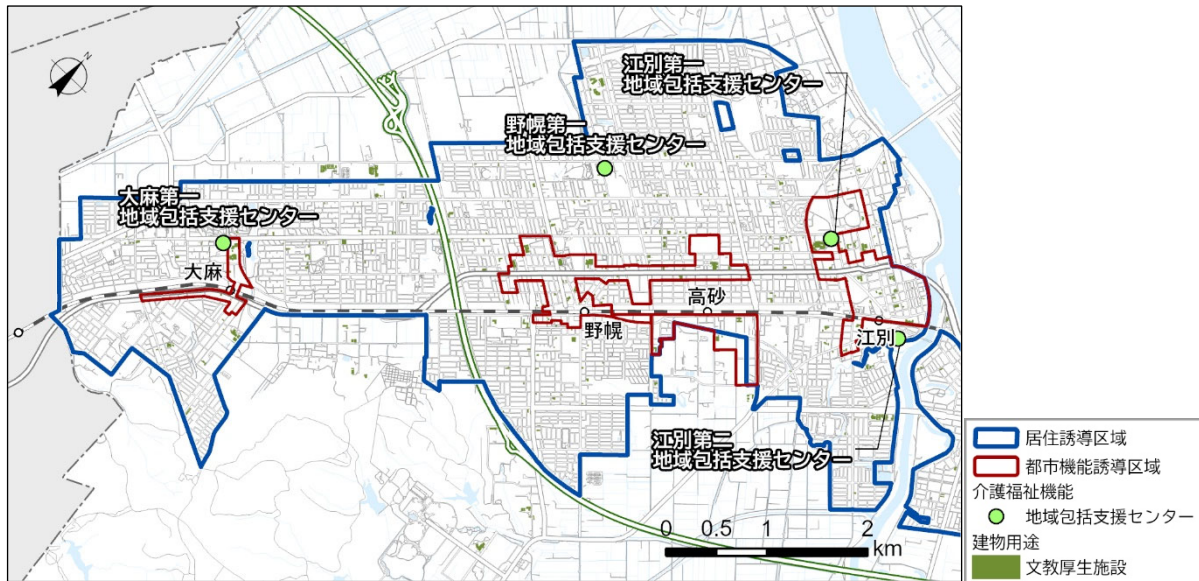 N
江別第一
地域包括支援センター
野幌第一
地域包括支援センター
大麻第一
地域包括支援センター
大麻
高砂
野幌
江別
江別第二
地域包括支援センター
0 0.5 1 2
km
居住誘導区域
都市機能誘導区域
介護福祉機能
地域包括支援センター
建物用途
文教厚生施設